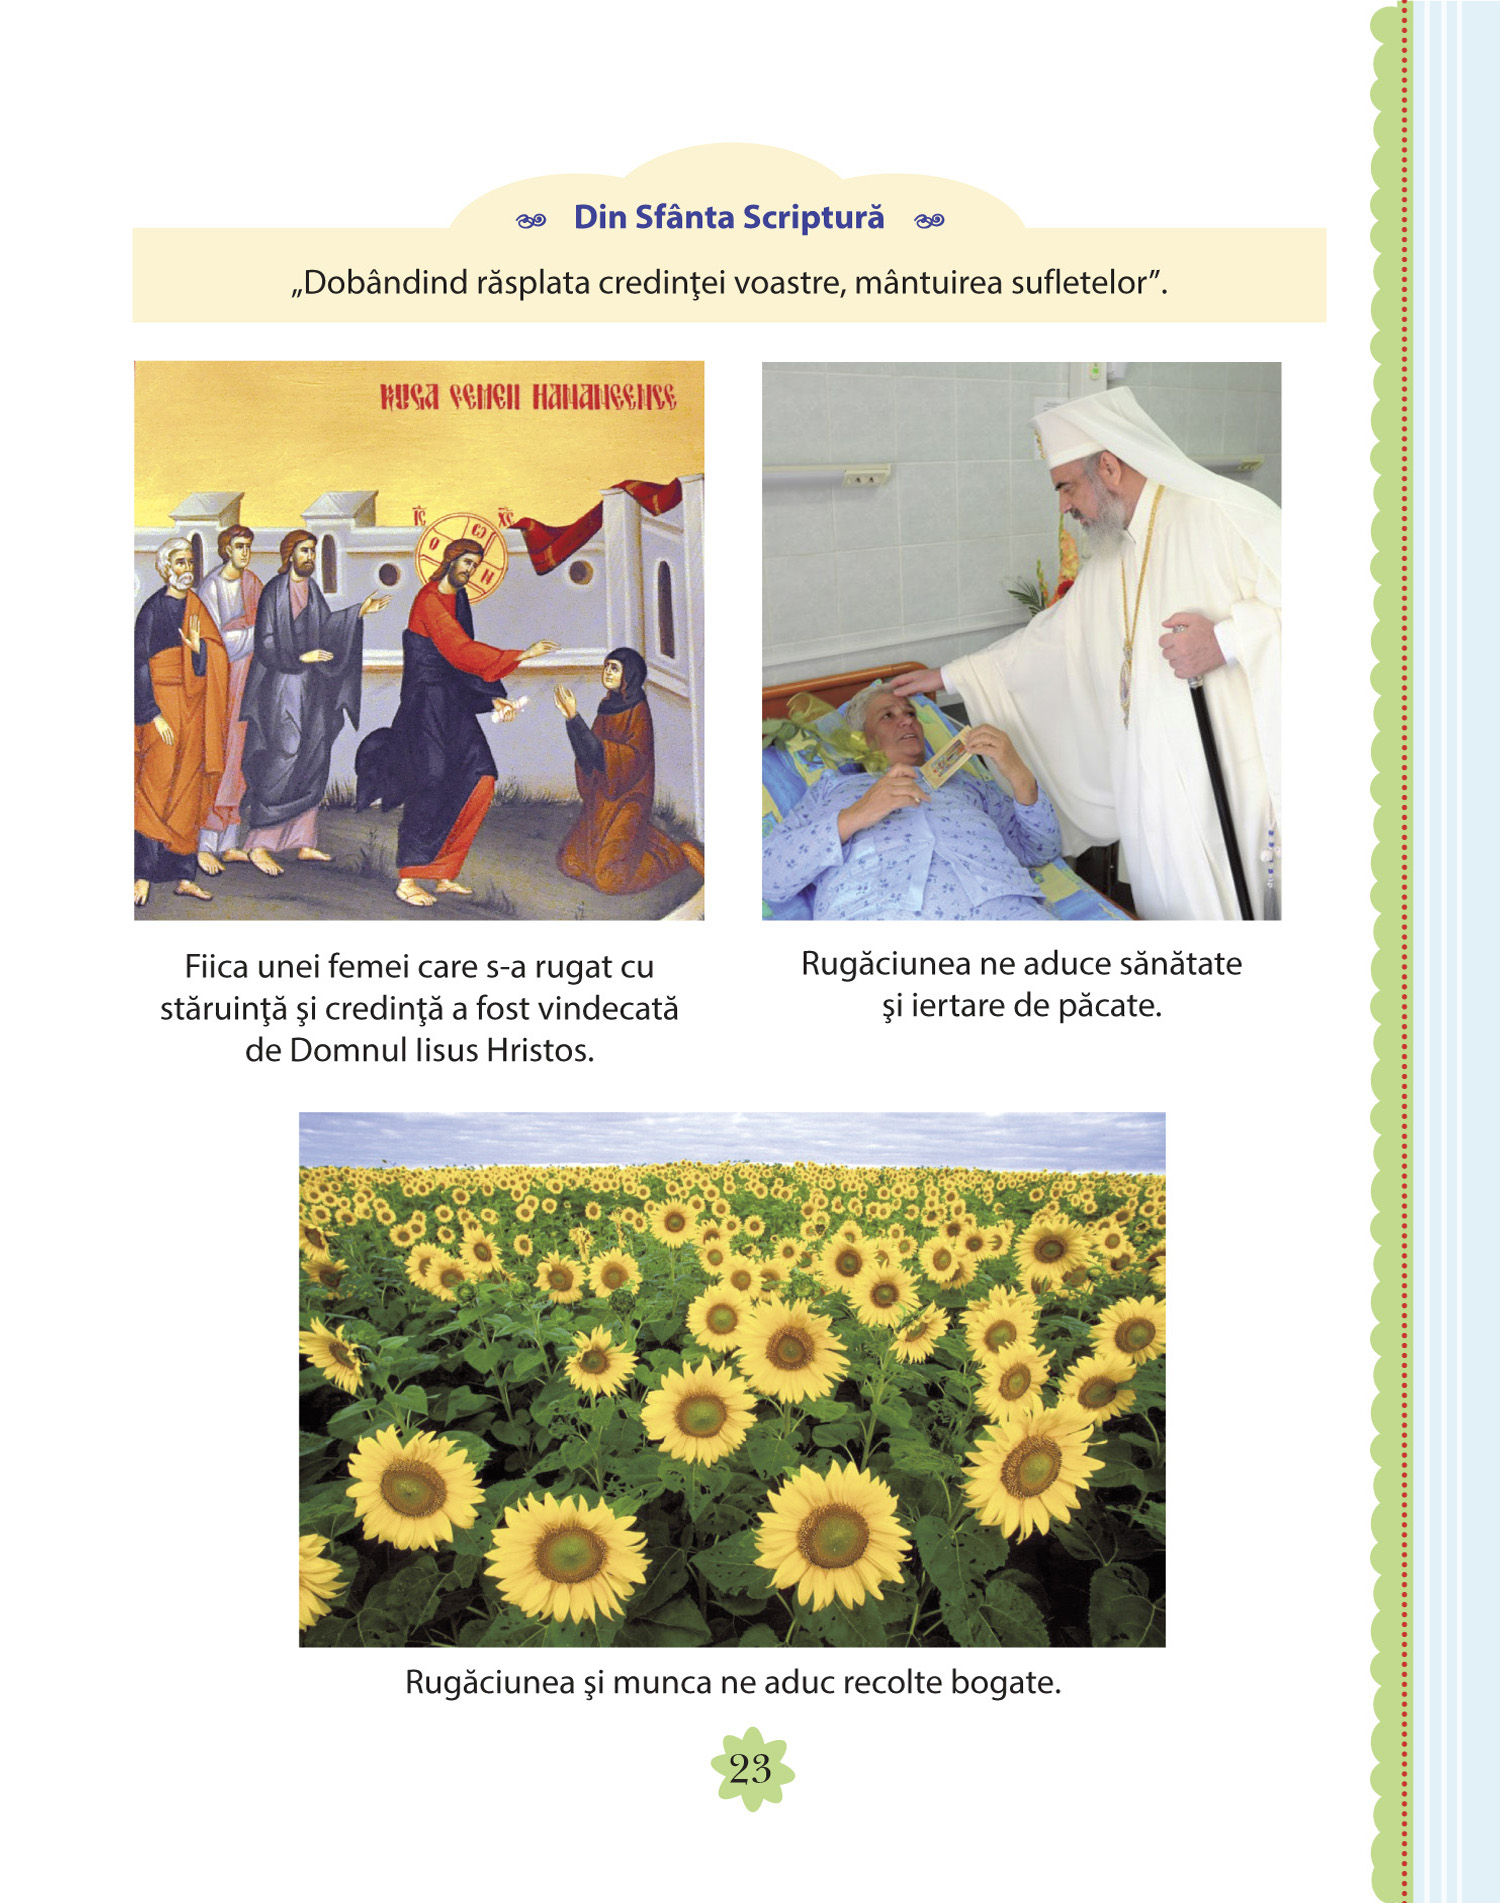 Din Sfânta Scriptură
„Dobândind răsplata credinţei voastre, mântuirea sufletelor”.
RUGA FEMEII HANANEENCE
IC XC
O Ѡ N
Fiica unei femei care s-a rugat cu
stăruinţă şi credinţă a fost vindecată
de Domnul Iisus Hristos.
Rugăciunea ne aduce sănătate
şi iertare de păcate.
Rugăciunea şi munca ne aduc recolte bogate.
23